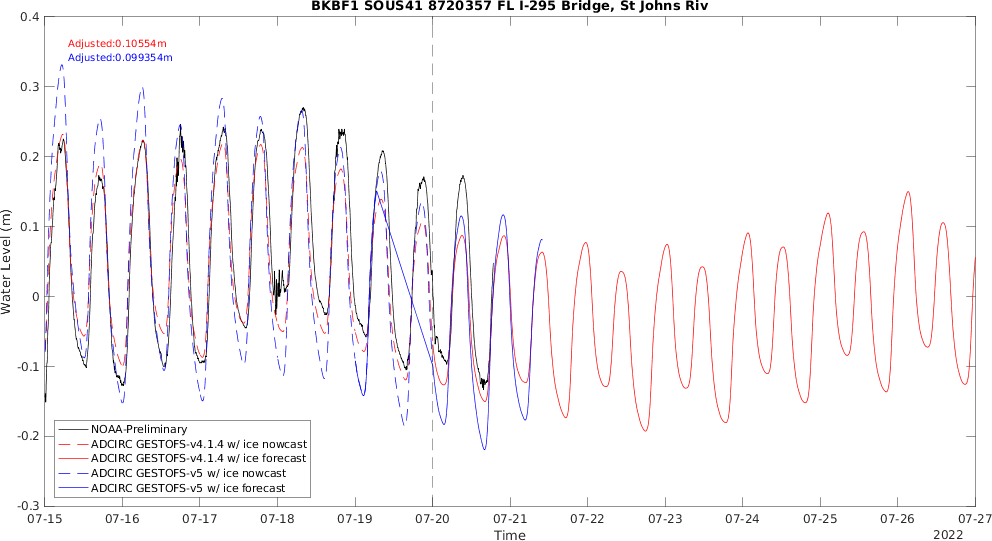 BKBF1 SOUS41 8720357 FL I-295 Bridge, St Johns Riv
Adjusted:0.10554m
Adjusted:0.099354m
Water Level (m)
0.4
0.3
0.2
0.1
0
-0.1
-0.2
-0.3
NOAA-Preliminary
ADCIRC GESTOFS-v4.1.4 w/ ice nowcast
ADCIRC GESTOFS-v4.1.4 w/ ice forecast
ADCIRC GESTOFS-v5 w/ ice nowcast
ADCIRC GESTOFS-v5 w/ ice forecast
07-15 07-16 07-17 07-18 07-19 07-20 07-21 07-22 07-23 07-24 07-25 07-26 07-27
Time
2022